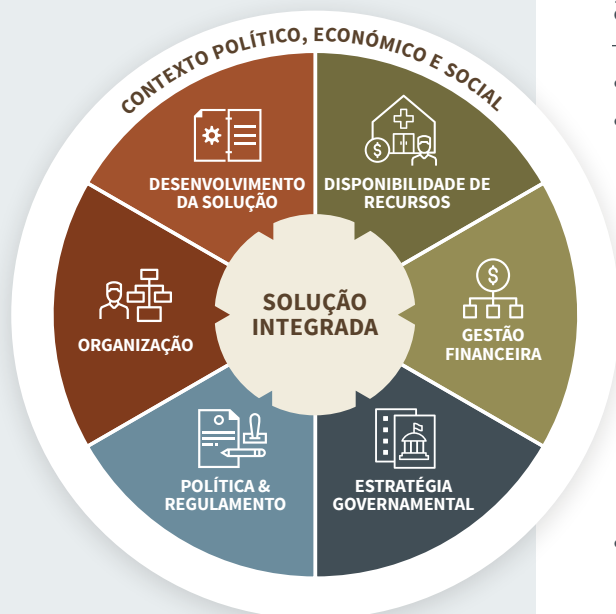 CONTEXTO POLÍTICO, ECONÓMICO E SOCIAL
DESENVOLVIMENTO
DA SOLUÇÃO
DISPONIBILIDADE DE
RECURSOS
ORGANIZAÇÃO
SOLUÇÃO
INTEGRADA
GESTÃO
FINANCEIRA
POLÍTICA &
REGULAMENTO
ESTRATÉGIA
GOVERNAMENTAL